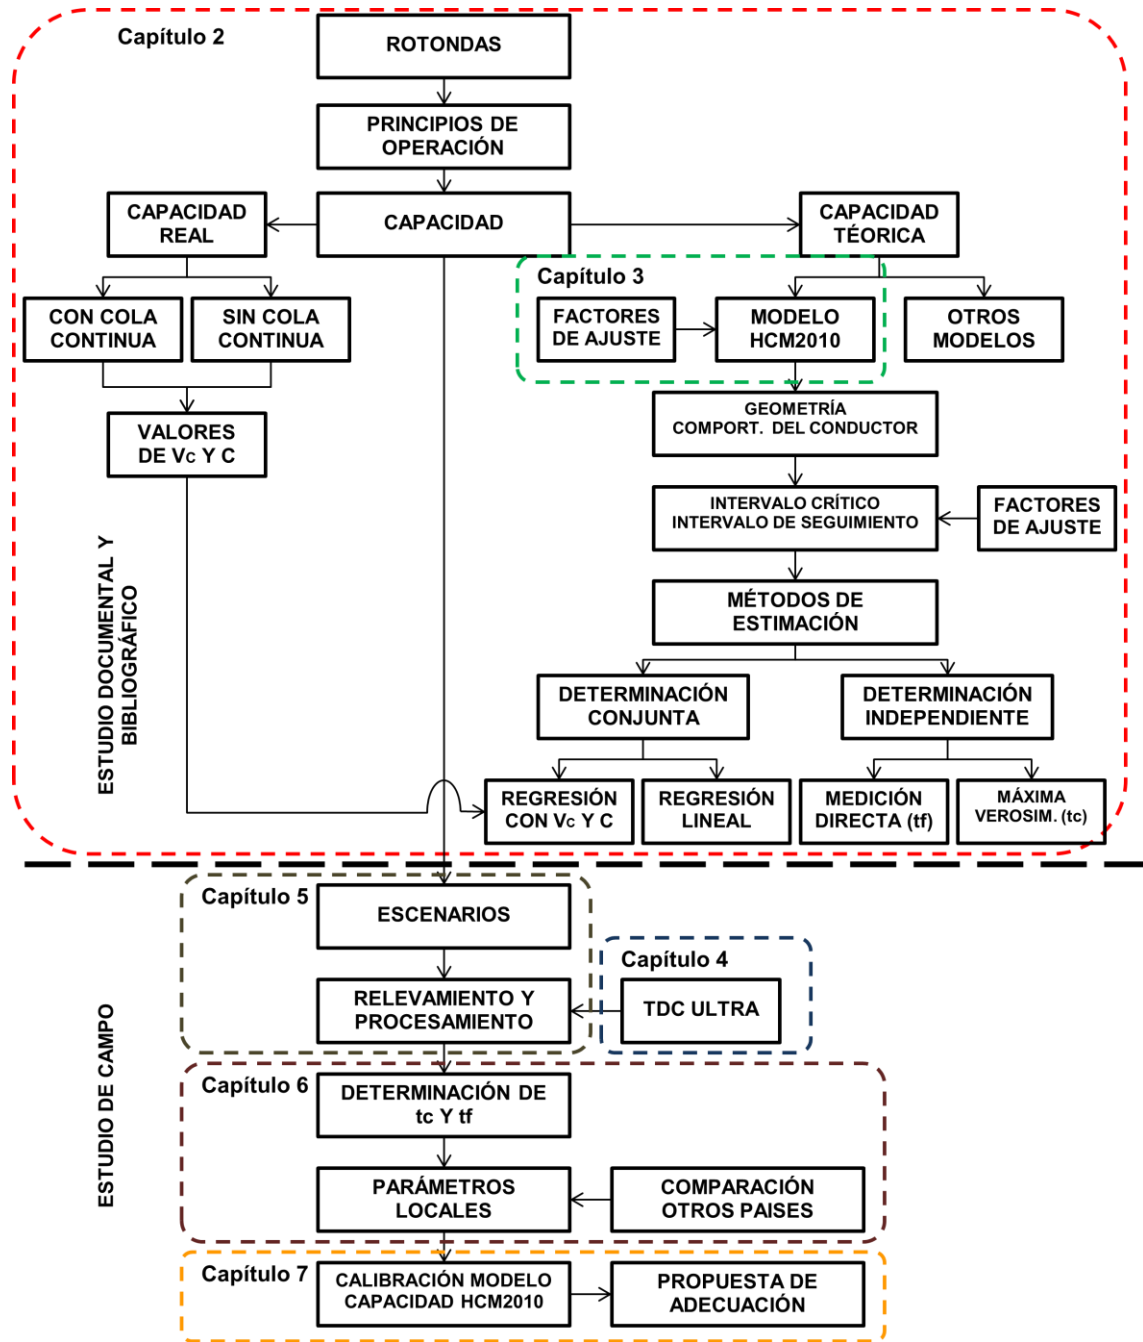 Capítulo 2
ROTONDAS
PRINCIPIOS DE
OPERACIÓN
CAPACIDAD
REAL
CAPACIDAD
CAPACIDAD
TÉORICA
CON COLA
CONTINUA
SIN COLA
CONTINUA
VALORES
DE VC Y C
Capítulo 3
FACTORES
DE AJUSTE
MODELO
HCM2010
OTROS
MODELOS
GEOMETRÍA
COMPORT. DEL CONDUCTOR
INTERVALO CRÍTICO
INTERVALO DE SEGUIMIENTO
FACTORES
DE AJUSTE
MÉTODOS DE
ESTIMACIÓN
DETERMINACIÓN
CONJUNTA
DETERMINACIÓN
INDEPENDIENTE
REGRESIÓN
CON VC Y C
REGRESIÓN
LINEAL
MEDICIÓN
DIRECTA (tf)
MÁXIMA
VEROSIM. (tc)
ESTUDIO DOCUMENTAL Y
BIBLIOGRÁFICO
Capítulo 5
ESCENARIOS
RELEVAMIENTO Y
PROCESAMIENTO
Capítulo 4
TDC ULTRA
Capítulo 6
DETERMINACIÓN DE
tc Y tf
PARÁMETROS
LOCALES
COMPARACIÓN
OTROS PAISES
ESTUDIO DE CAMPO
Capítulo 7
CALIBRACIÓN MODELO
CAPACIDAD HCM2010
PROPUESTA DE
ADECUACIÓN